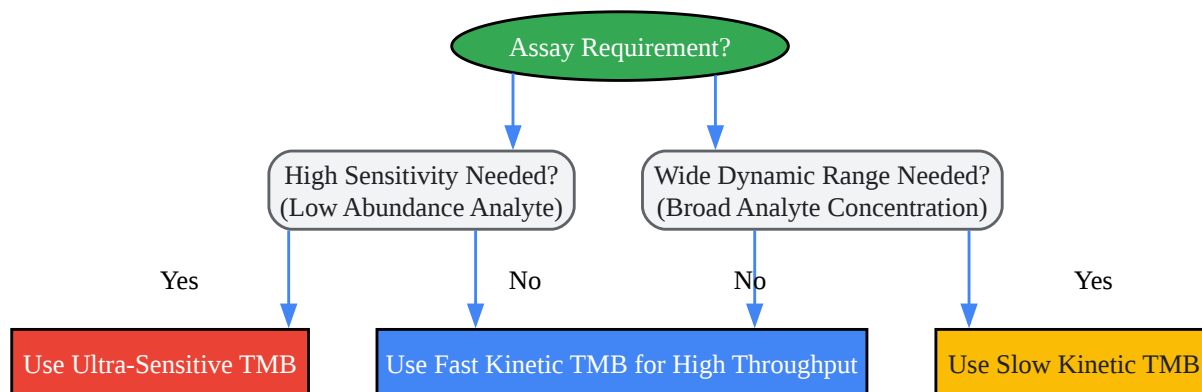 Assay Requirement?
High Sensitivity Needed?
(Low Abundance Analyte)
Wide Dynamic Range Needed?
(Broad Analyte Concentration)
Yes
No
No
Yes
Use Ultra-Sensitive TMB
Use Fast Kinetic TMB for High Throughput
Use Slow Kinetic TMB